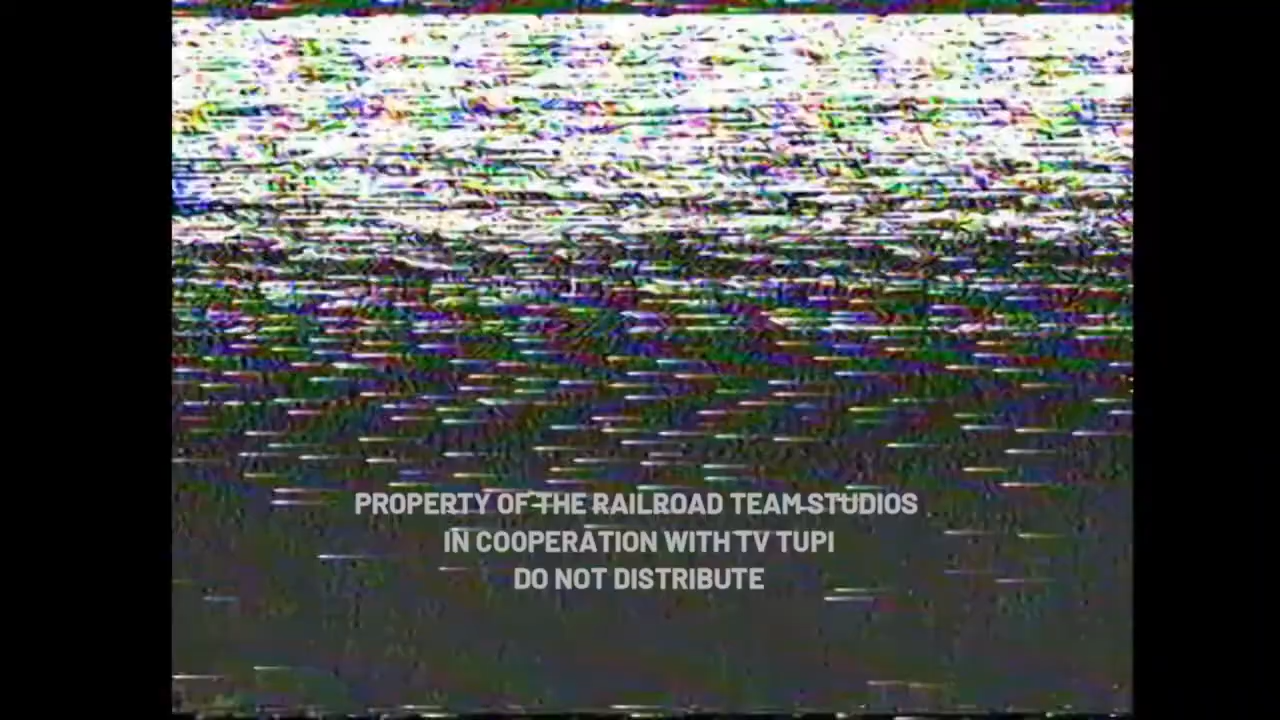 PROPERTY OF THE RAILROAD TEAM STUDIOS
IN COOPERATION WITH TV TUPI
DO NOT DISTRIBUTE